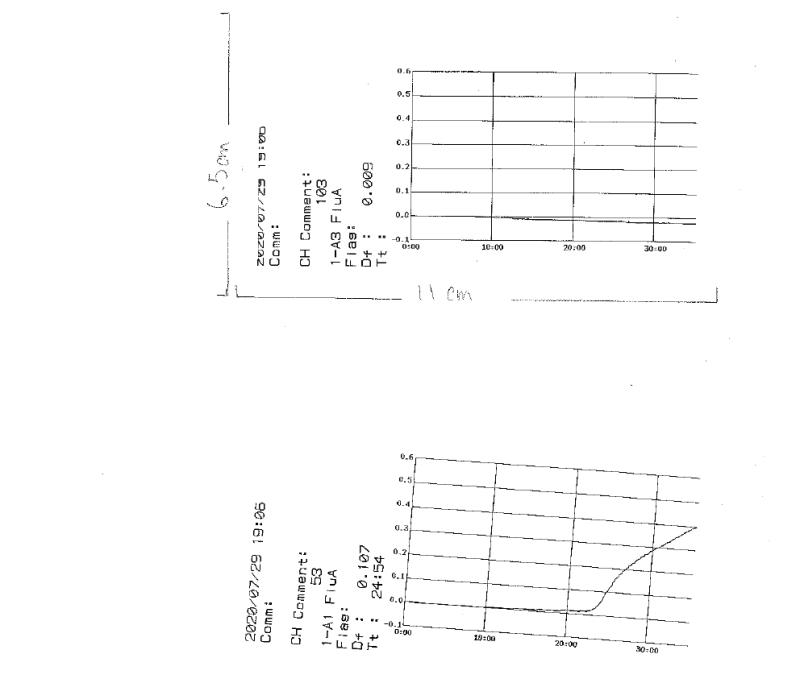 6.5cm
2020/07/29 19:00
Comm:
CH Comment:
103
1-A3 FluA
Flag:
Df : 0.009
Tt :
0.6
0.5
0.4
0.3
0.2
0.1
0.0
-0.1
0:00 10:00 20:00 30:00
11 cm
2020/07/29 19:06
Comm:
CH Comment:
53
1-A1 FluA
Flag:
Df : 0.107
Tt : 24:54
0.6
0.5
0.4
0.3
0.2
0.1
0.0
-0.1
0:00 10:00 20:00 30:00